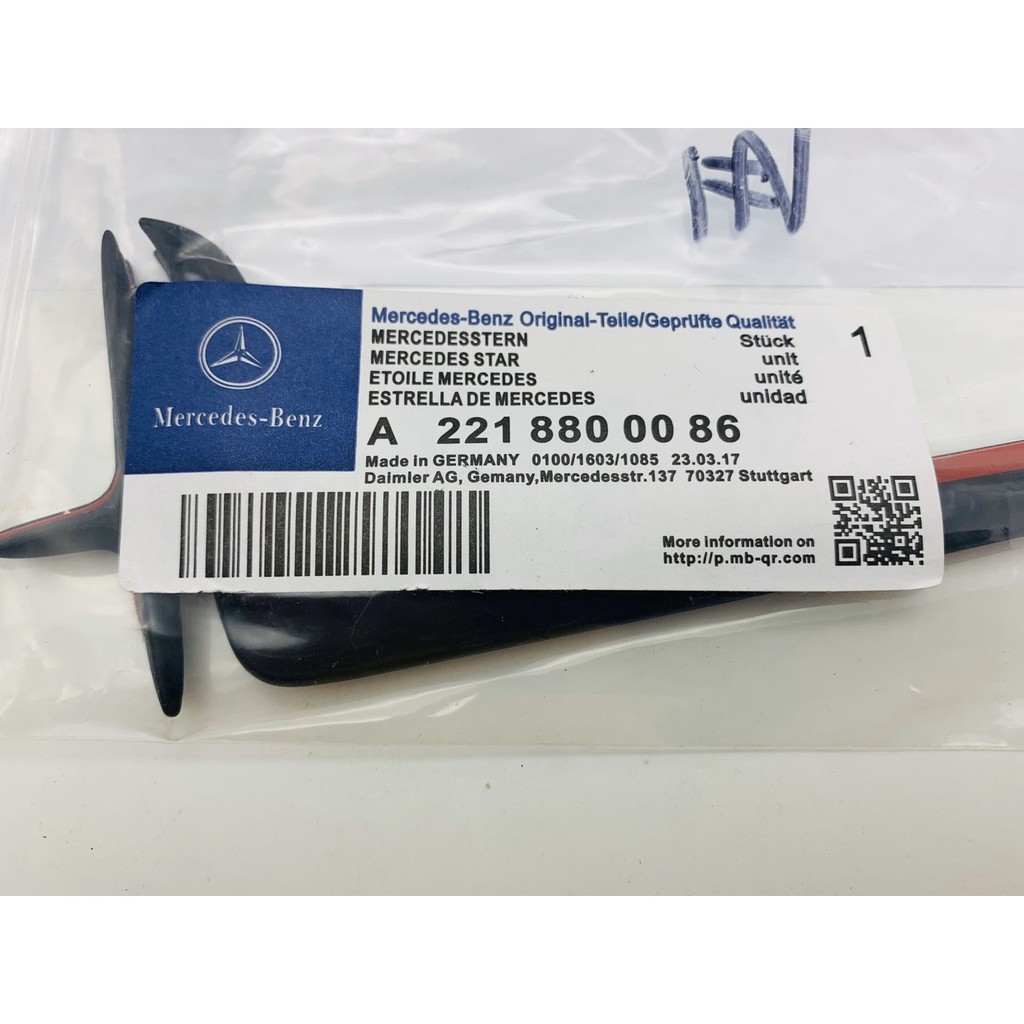 Mercedes-Benz
Mercedes-Benz Original-Teile/Geprüfte Qualität
MERCEDESSTERN Stück 1
MERCEDES STAR unit
ETOILE MERCEDES unité
ESTRELLA DE MERCEDES unidad
A 221 880 00 86
Made in GERMANY 0100/1603/1085 23.03.17
Daimler AG, Gemany,Mercedesstr.137 70327 Stuttgart
More information on
http://p.mb-qr.com